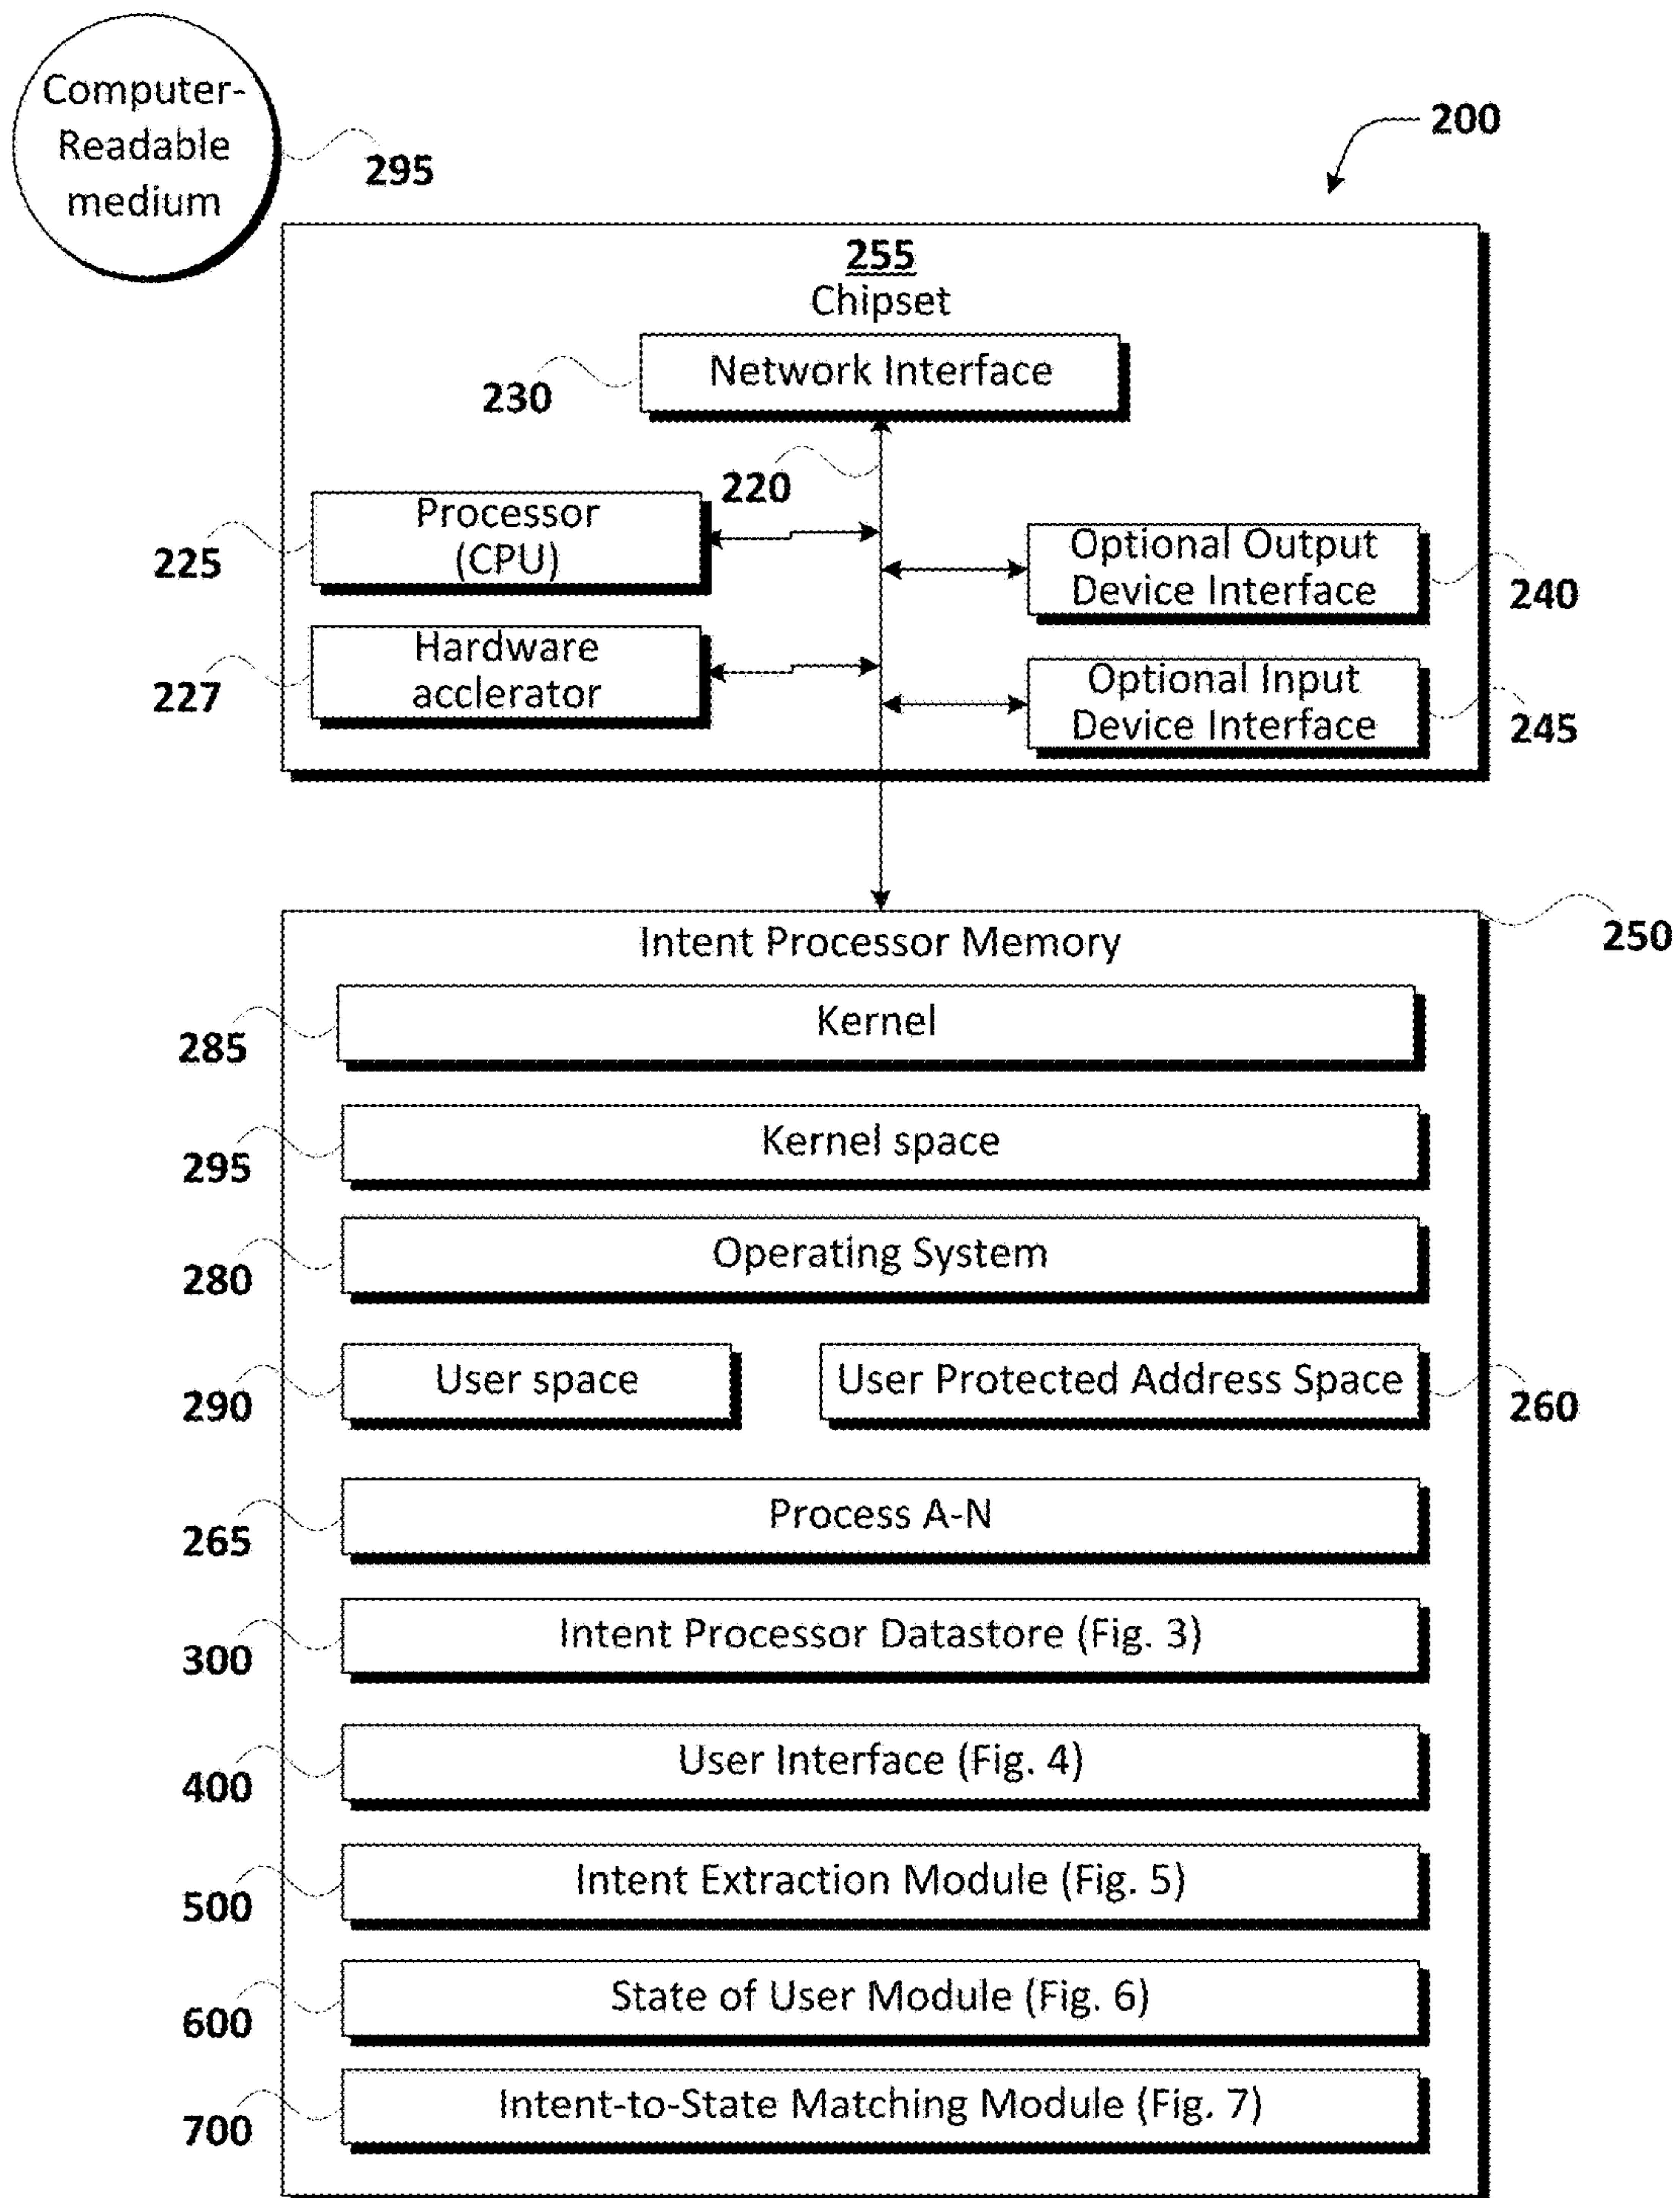 Computer-
Readable
medium
295
200
255
Chipset
Network Interface
230
220
Processor
(CPU)
225
Optional Output
Device Interface
240
Hardware
acclerator
227
Optional Input
Device Interface
245
250
Intent Processor Memory
Kernel
285
Kernel space
295
Operating System
280
User space
290
User Protected Address Space
260
Process A-N
265
Intent Processor Datastore (Fig. 3)
300
User Interface (Fig. 4)
400
Intent Extraction Module (Fig. 5)
500
State of User Module (Fig. 6)
600
Intent-to-State Matching Module (Fig. 7)
700